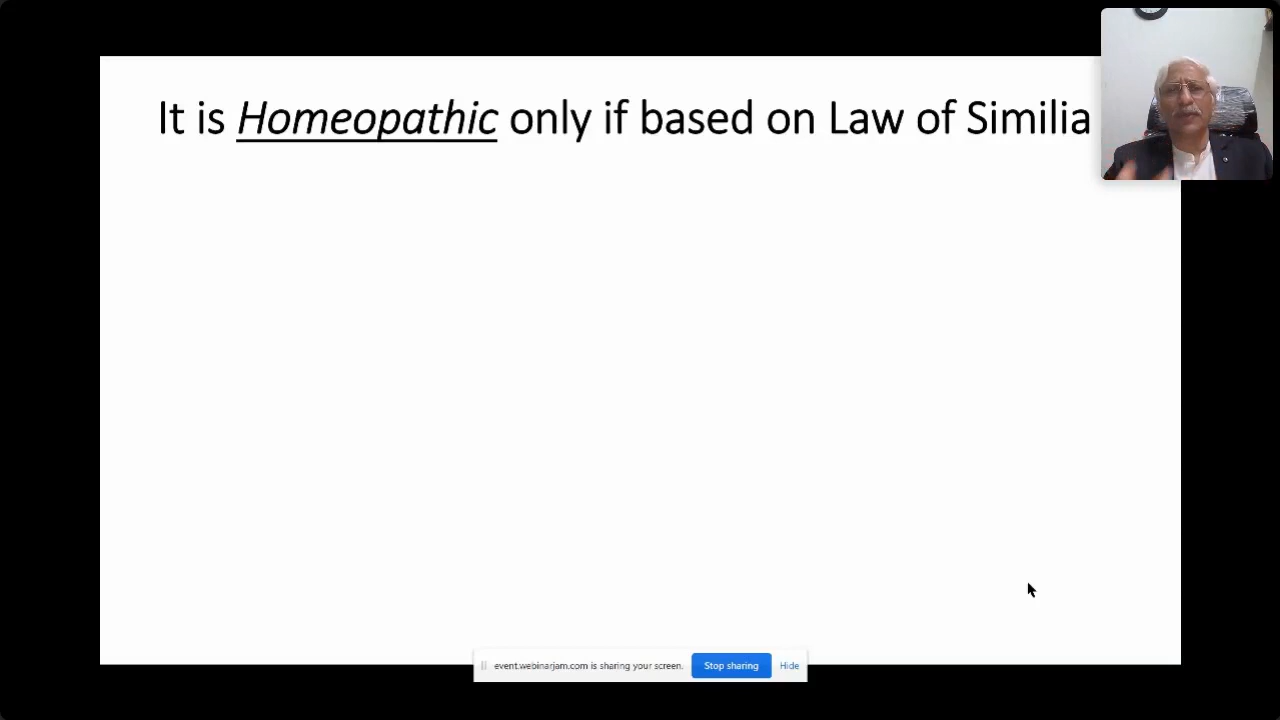 It is Homeopathic only if based on Law of Similia
event.webinarjam.com is sharing your screen.
Stop sharing
Hide